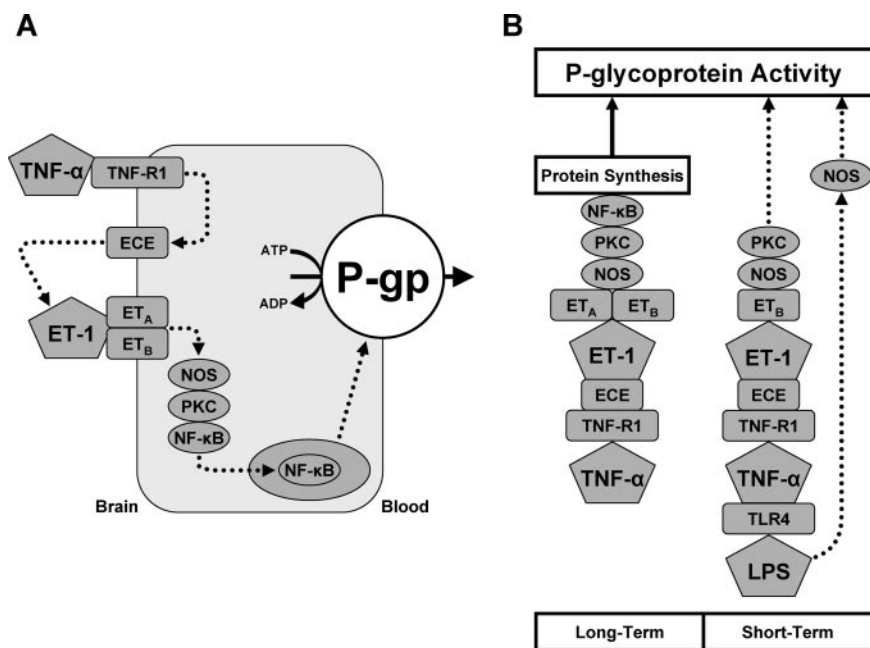 A
TNF-α
TNF-R1
ECE
ET-1
ETA
ETB
NOS
PKC
NF-κB
NF-κB
ATP
ADP
P-gp
Brain
Blood
B
P-glycoprotein Activity
Protein Synthesis
NF-κB
PKC
NOS
ETA
ETB
ET-1
ECE
TNF-R1
TNF-α
NOS
PKC
NOS
ETB
ET-1
ECE
TNF-R1
TNF-α
TLR4
LPS
Long-Term
Short-Term